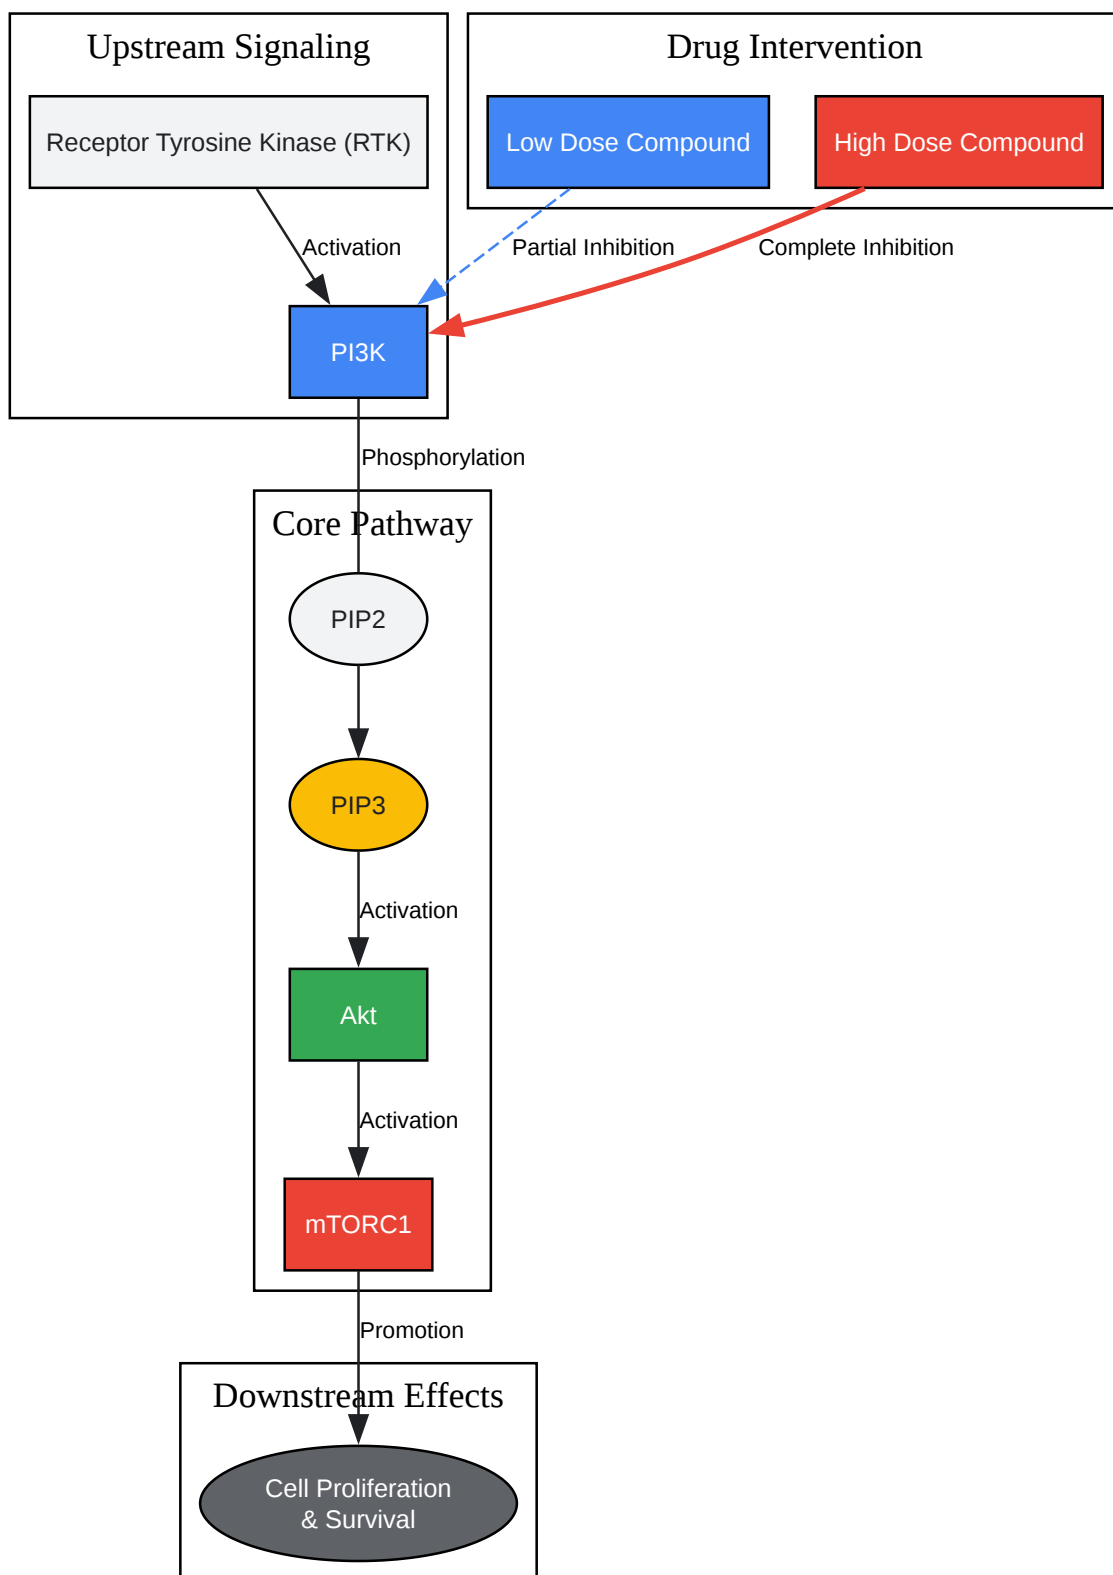 Upstream Signaling
Drug Intervention
Receptor Tyrosine Kinase (RTK)
Low Dose Compound
High Dose Compound
Activation
Partial Inhibition
Complete Inhibition
PI3K
Phosphorylation
Core Pathway
PIP2
PIP3
Activation
Akt
Activation
mTORC1
Promotion
Downstream Effects
Cell Proliferation
& Survival